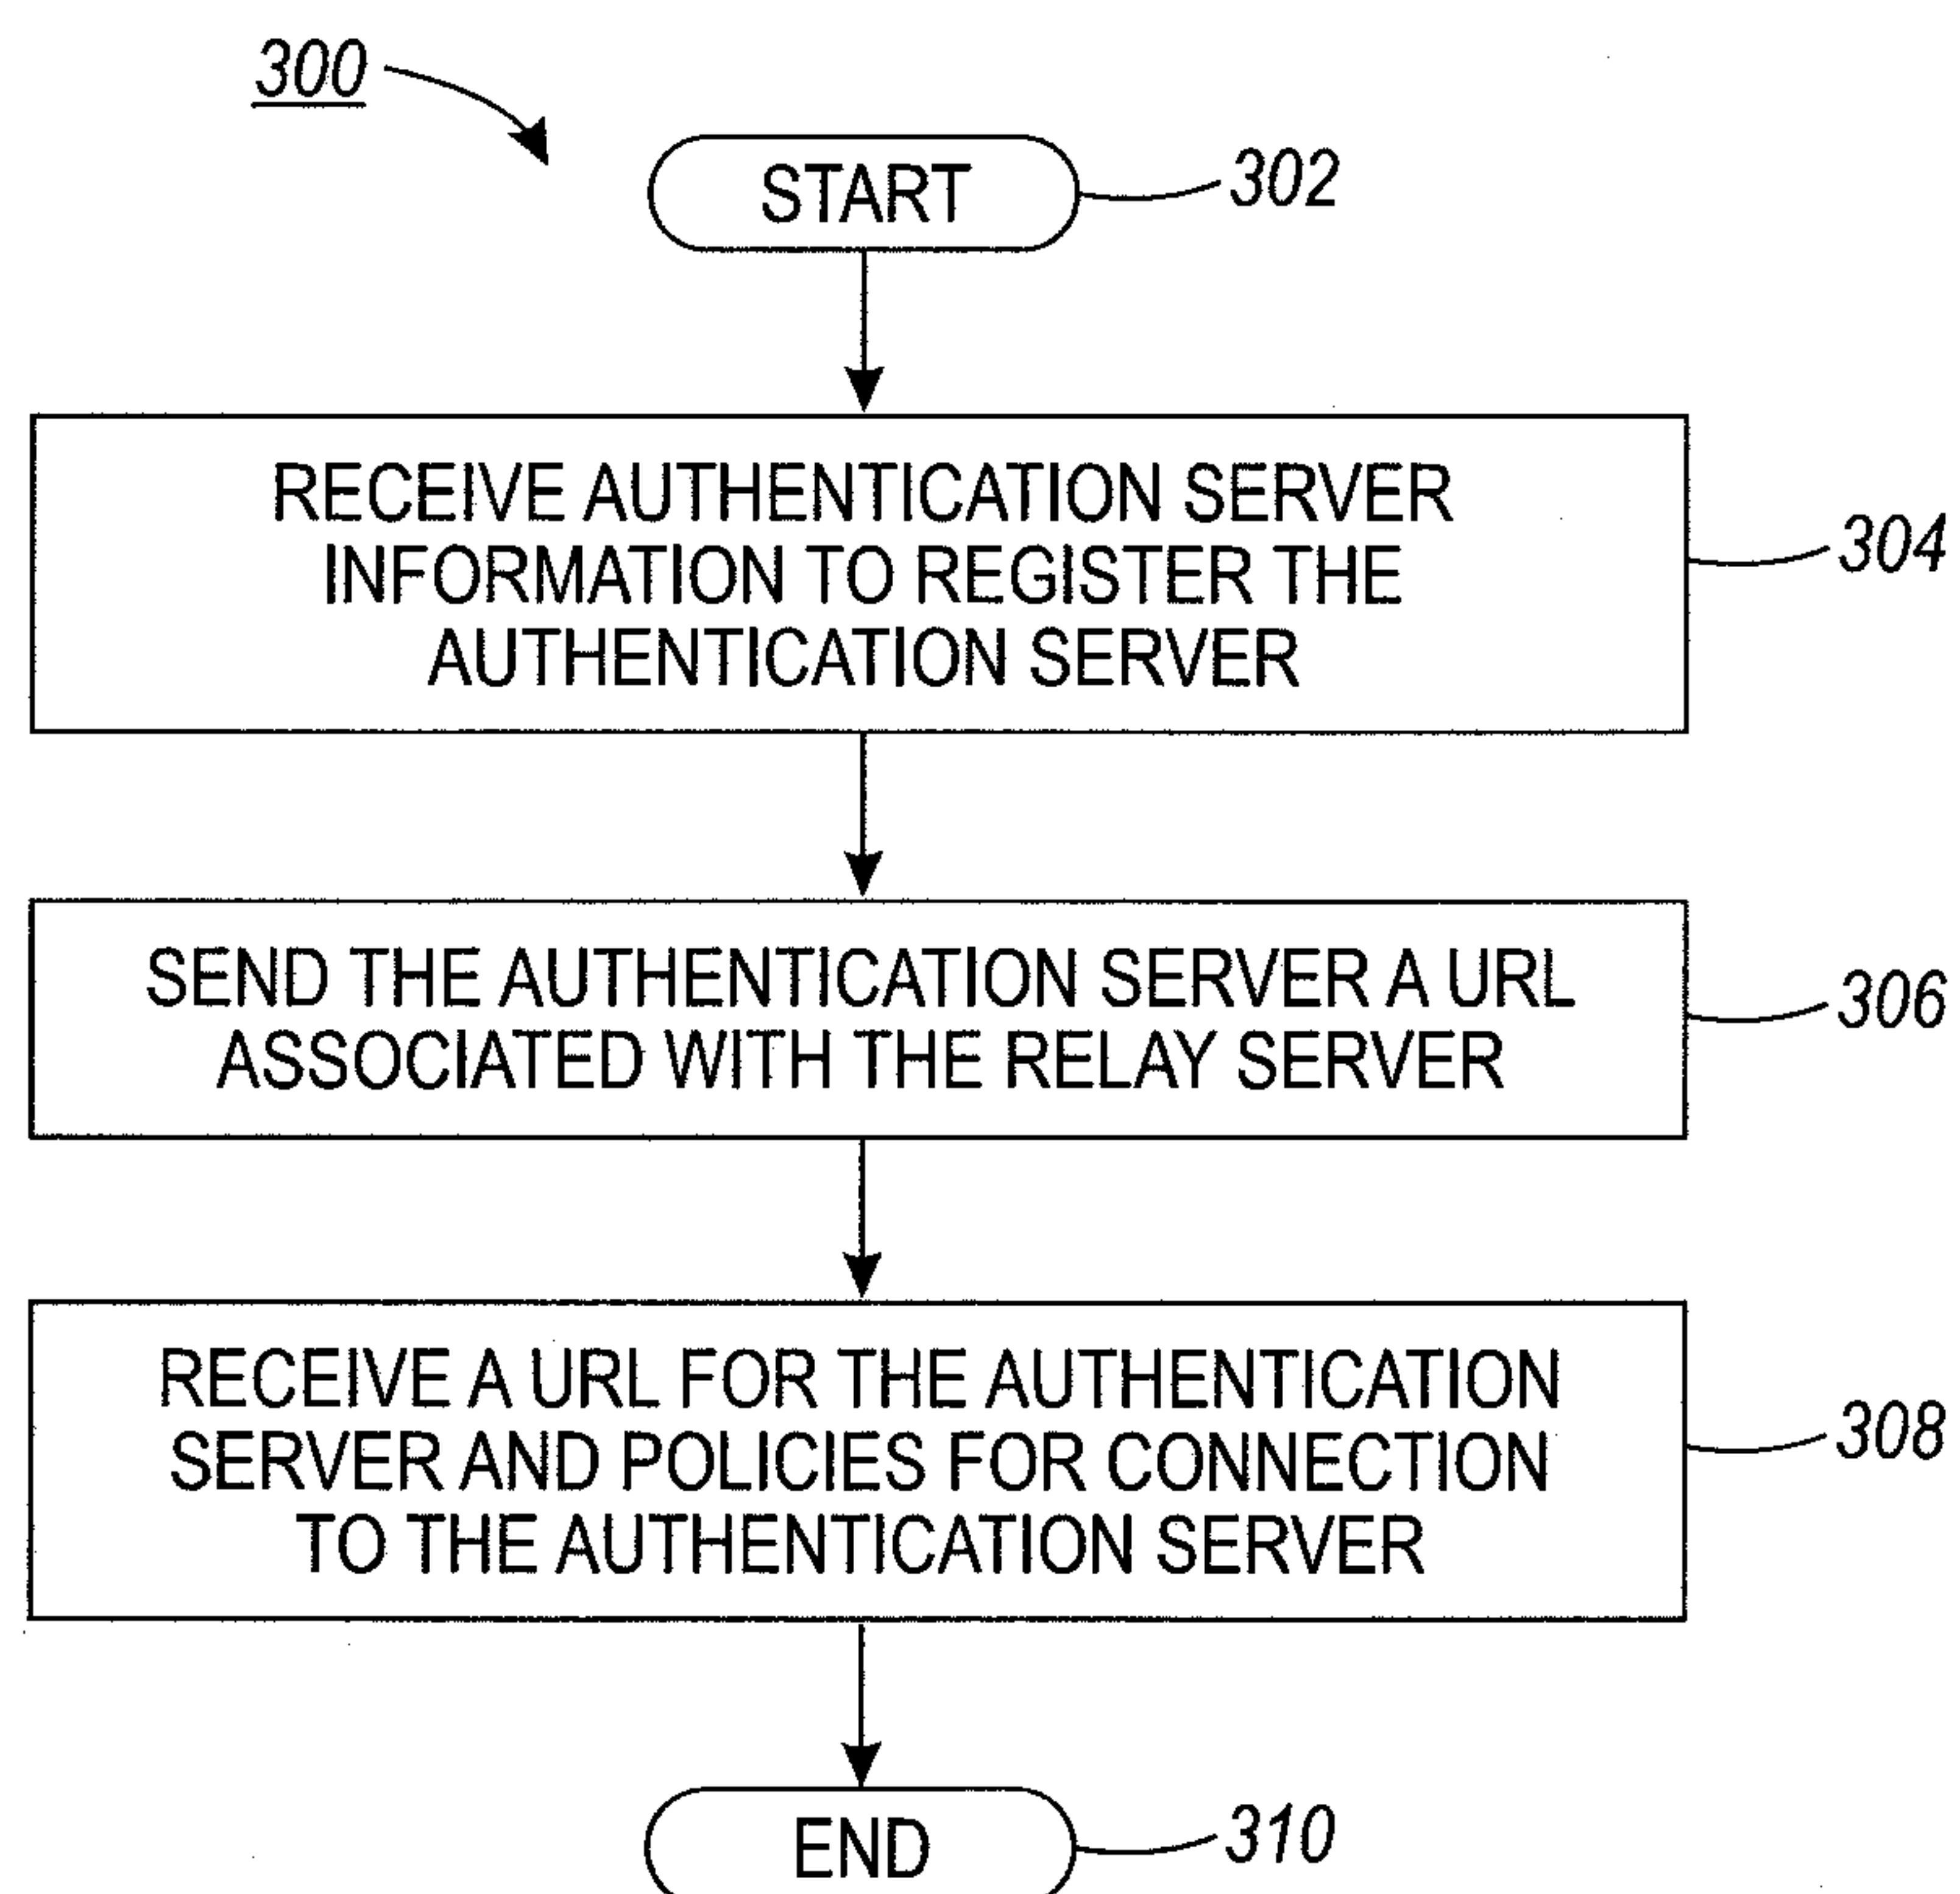 300
START
302
RECEIVE AUTHENTICATION SERVER
INFORMATION TO REGISTER THE
AUTHENTICATION SERVER
304
SEND THE AUTHENTICATION SERVER A URL
ASSOCIATED WITH THE RELAY SERVER
306
RECEIVE A URL FOR THE AUTHENTICATION
SERVER AND POLICIES FOR CONNECTION
TO THE AUTHENTICATION SERVER
308
END
310